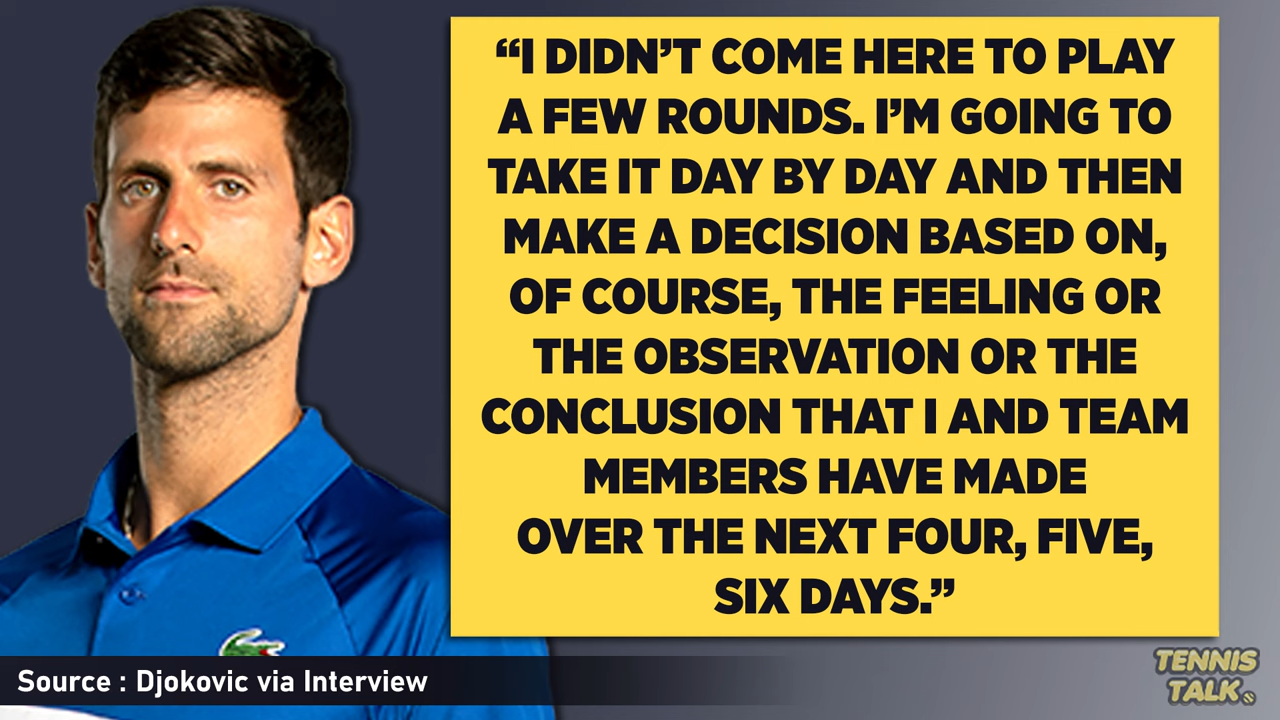 “I DIDN’T COME HERE TO PLAY
A FEW ROUNDS. I’M GOING TO
TAKE IT DAY BY DAY AND THEN
MAKE A DECISION BASED ON,
OF COURSE, THE FEELING OR
THE OBSERVATION OR THE
CONCLUSION THAT I AND TEAM
MEMBERS HAVE MADE
OVER THE NEXT FOUR, FIVE,
SIX DAYS.”
Source : Djokovic via Interview
TENNIS
TALK